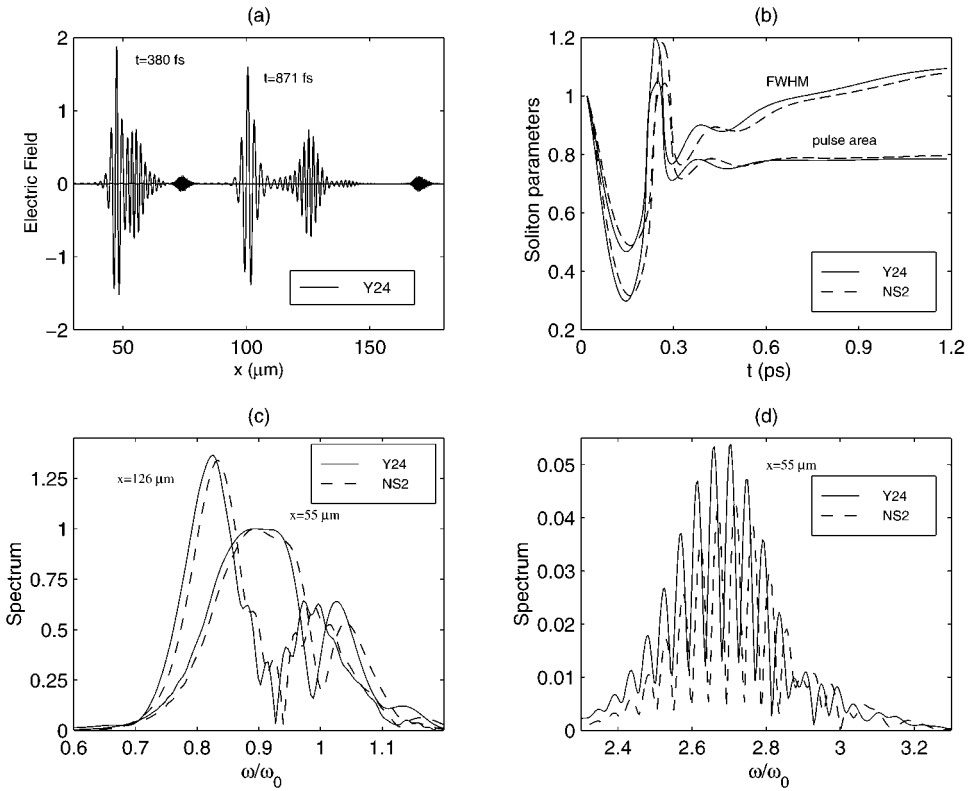 (a)
2
1
0
−1
−2
Electric Field
t=380 fs
t=871 fs
Y24
50
100
150
x (μm)
(b)
1.2
1
0.8
0.6
0.4
0.2
Soliton parameters
FWHM
pulse area
Y24
NS2
0
0.3
0.6
0.9
1.2
t (ps)
(c)
1.25
1
0.75
0.5
0.25
0
Spectrum
x=126 μm
x=55 μm
Y24
NS2
0.6
0.7
0.8
0.9
1
1.1
ω/ω0
(d)
0.05
0.04
0.03
0.02
0.01
0
Spectrum
x=55 μm
Y24
NS2
2.4
2.6
2.8
3
3.2
ω/ω0